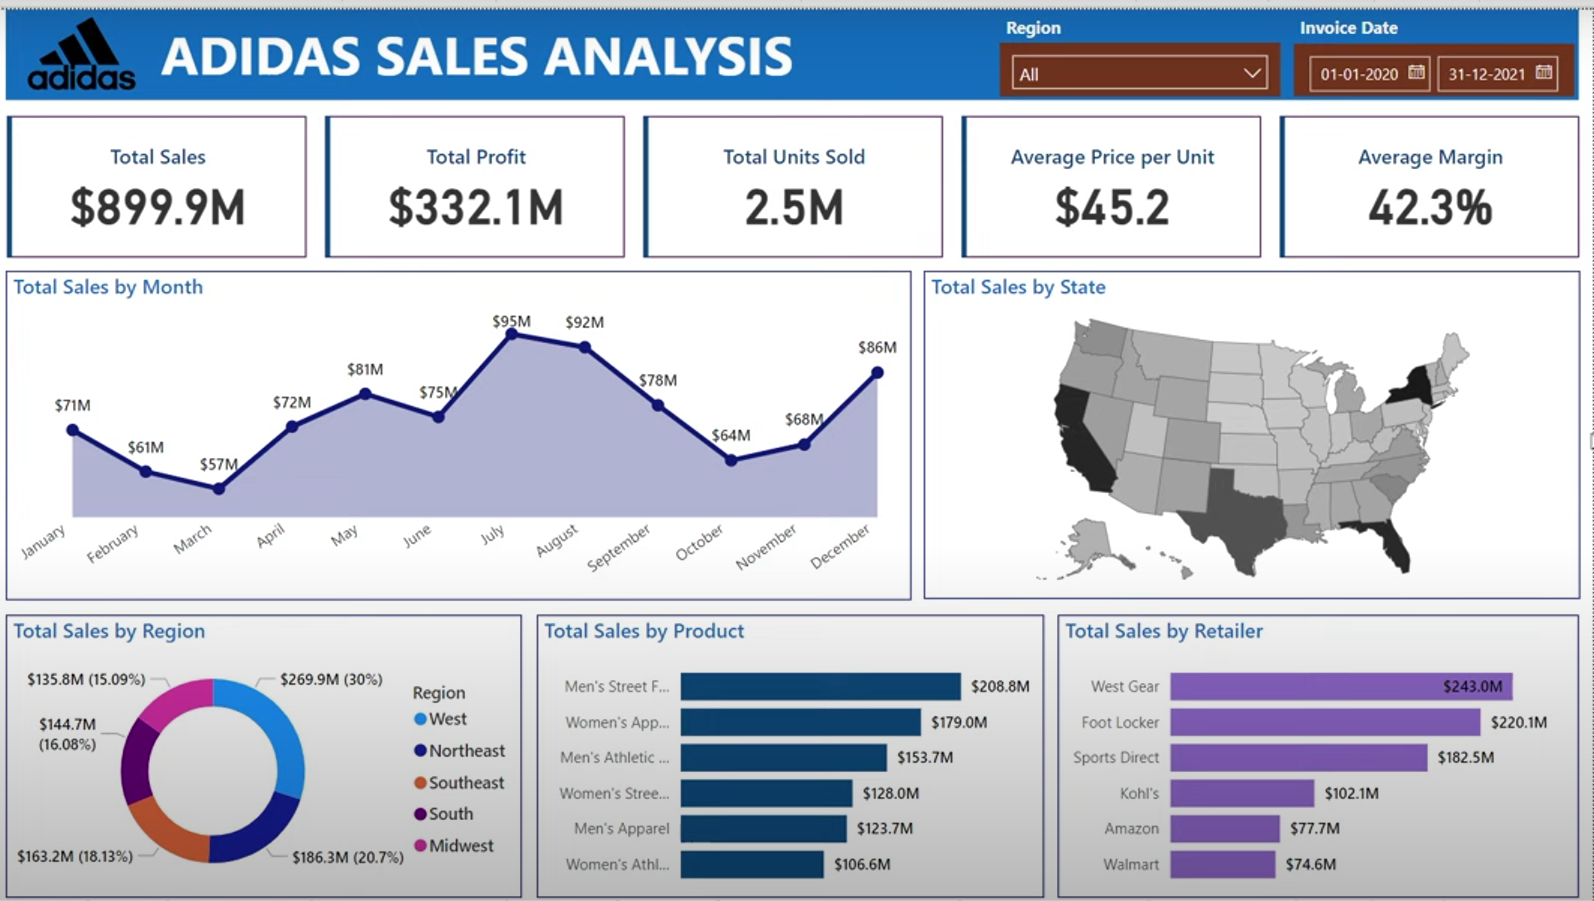 adidas
ADIDAS SALES ANALYSIS
Region
All
Invoice Date
01-01-2020
31-12-2021
Total Sales
$899.9M
Total Profit
$332.1M
Total Units Sold
2.5M
Average Price per Unit
$45.2
Average Margin
42.3%
Total Sales by Month
$71M
$61M
$57M
$72M
$81M
$75M
$95M
$92M
$78M
$64M
$68M
$86M
January
February
March
April
May
June
July
August
September
October
November
December
Total Sales by State
Total Sales by Region
$135.8M (15.09%)
$269.9M (30%)
$144.7M
(16.08%)
$163.2M (18.13%)
$186.3M (20.7%)
Region
West
Northeast
Southeast
South
Midwest
Total Sales by Product
Men's Street F... $208.8M
Women's App... $179.0M
Men's Athletic ... $153.7M
Women's Stree... $128.0M
Men's Apparel $123.7M
Women's Athl... $106.6M
Total Sales by Retailer
West Gear $243.0M
Foot Locker $220.1M
Sports Direct $182.5M
Kohl's $102.1M
Amazon $77.7M
Walmart $74.6M